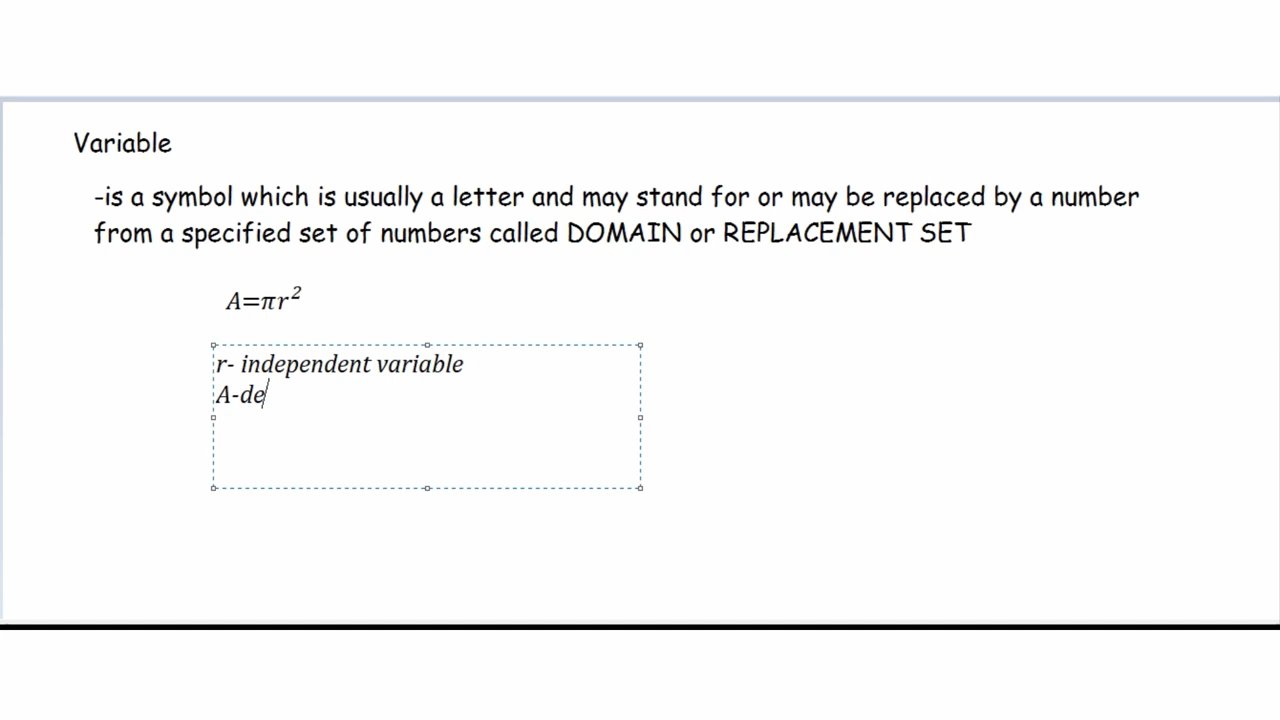 Variable
-is a symbol which is usually a letter and may stand for or may be replaced by a number
from a specified set of numbers called DOMAIN or REPLACEMENT SET
A=πr²
r- independent variable
A-de